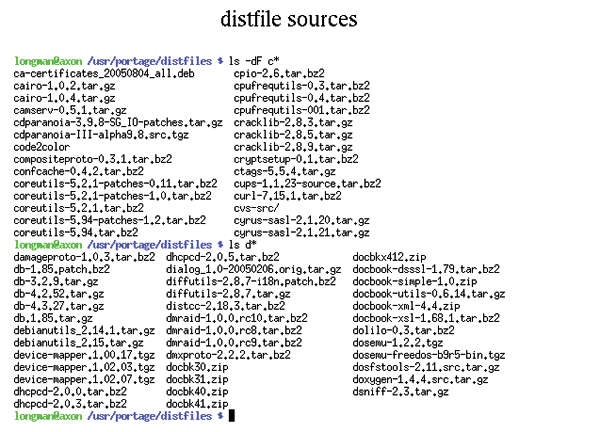 distfile sources
longman@axon /usr/portage/distfiles $ ls -dF c*
ca-certificates_20050804_all.deb cpio-2.6.tar.bz2
cairo-1.0.2.tar.gz cpufrequtils-0.3.tar.bz2
cairo-1.0.4.tar.gz cpufrequtils-0.4.tar.bz2
camserv-0.5.1.tar.gz cpufrequtils-001.tar.bz2
cdparanoia-3.9.8-SG_IO-patches.tar.gz cracklib-2.8.3.tar.gz
cdparanoia-III-alpha9.8.src.tgz cracklib-2.8.5.tar.gz
code2color cracklib-2.8.9.tar.gz
compositeproto-0.3.1.tar.bz2 cryptsetup-0.1.tar.bz2
confcache-0.4.2.tar.bz2 ctags-5.5.4.tar.gz
coreutils-5.2.1-patches-0.11.tar.bz2 cups-1.1.23-source.tar.bz2
coreutils-5.2.1-patches-1.0.tar.bz2 curl-7.15.1.tar.bz2
coreutils-5.2.1.tar.bz2 cvs-src/
coreutils-5.94-patches-1.2.tar.bz2 cyrus-sasl-2.1.20.tar.gz
coreutils-5.94.tar.bz2 cyrus-sasl-2.1.21.tar.gz
longman@axon /usr/portage/distfiles $ ls d*
damageproto-1.0.3.tar.bz2 dhcpcd-2.0.5.tar.bz2 docbkx412.zip
db-1.85.patch.bz2 dialog_1.0-20050206.orig.tar.gz docbook-dsssl-1.79.tar.bz2
db-3.2.9.tar.gz diffutils-2.8.7-i18n.patch.bz2 docbook-simple-1.0.zip
db-4.2.52.tar.gz diffutils-2.8.7.tar.gz docbook-utils-0.6.14.tar.gz
db-4.3.27.tar.gz distcc-2.18.3.tar.bz2 docbook-xml-4.4.zip
db.1.85.tar.gz dmraid-1.0.0.rc10.tar.bz2 docbook-xsl-1.68.1.tar.bz2
debianutils_2.14.1.tar.gz dmraid-1.0.0.rc8.tar.bz2 dolilo-0.3.tar.bz2
debianutils_2.15.tar.gz dmraid-1.0.0.rc9.tar.bz2 dosemu-1.2.2.tgz
device-mapper.1.00.17.tgz dmxproto-2.2.2.tar.bz2 dosemu-freedos-b9r5-bin.tgz
device-mapper.1.02.03.tgz docbk30.zip dosfstools-2.11.src.tar.gz
device-mapper.1.02.07.tgz docbk31.zip doxygen-1.4.4.src.tar.gz
dhcpcd-2.0.0.tar.bz2 docbk40.zip dsniff-2.3.tar.gz
dhcpcd-2.0.3.tar.bz2 docbk41.zip
longman@axon /usr/portage/distfiles $